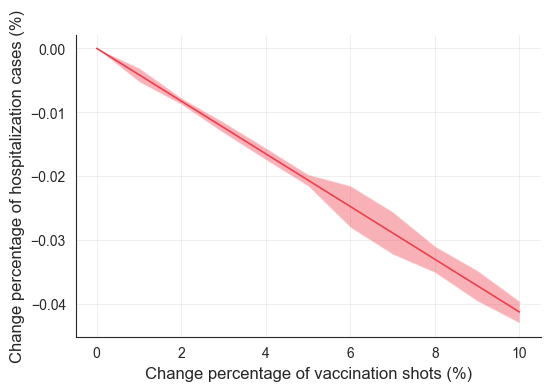 Change percentage of hospitalization cases (%)
0.00
−0.01
−0.02
−0.03
−0.04
0 2 4 6 8 10
Change percentage of vaccination shots (%)